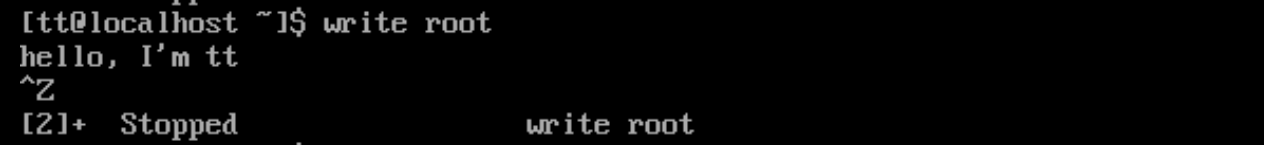 [tt@localhost ~]$ write root
hello, I'm tt
^Z
[2]+  Stopped                 write root